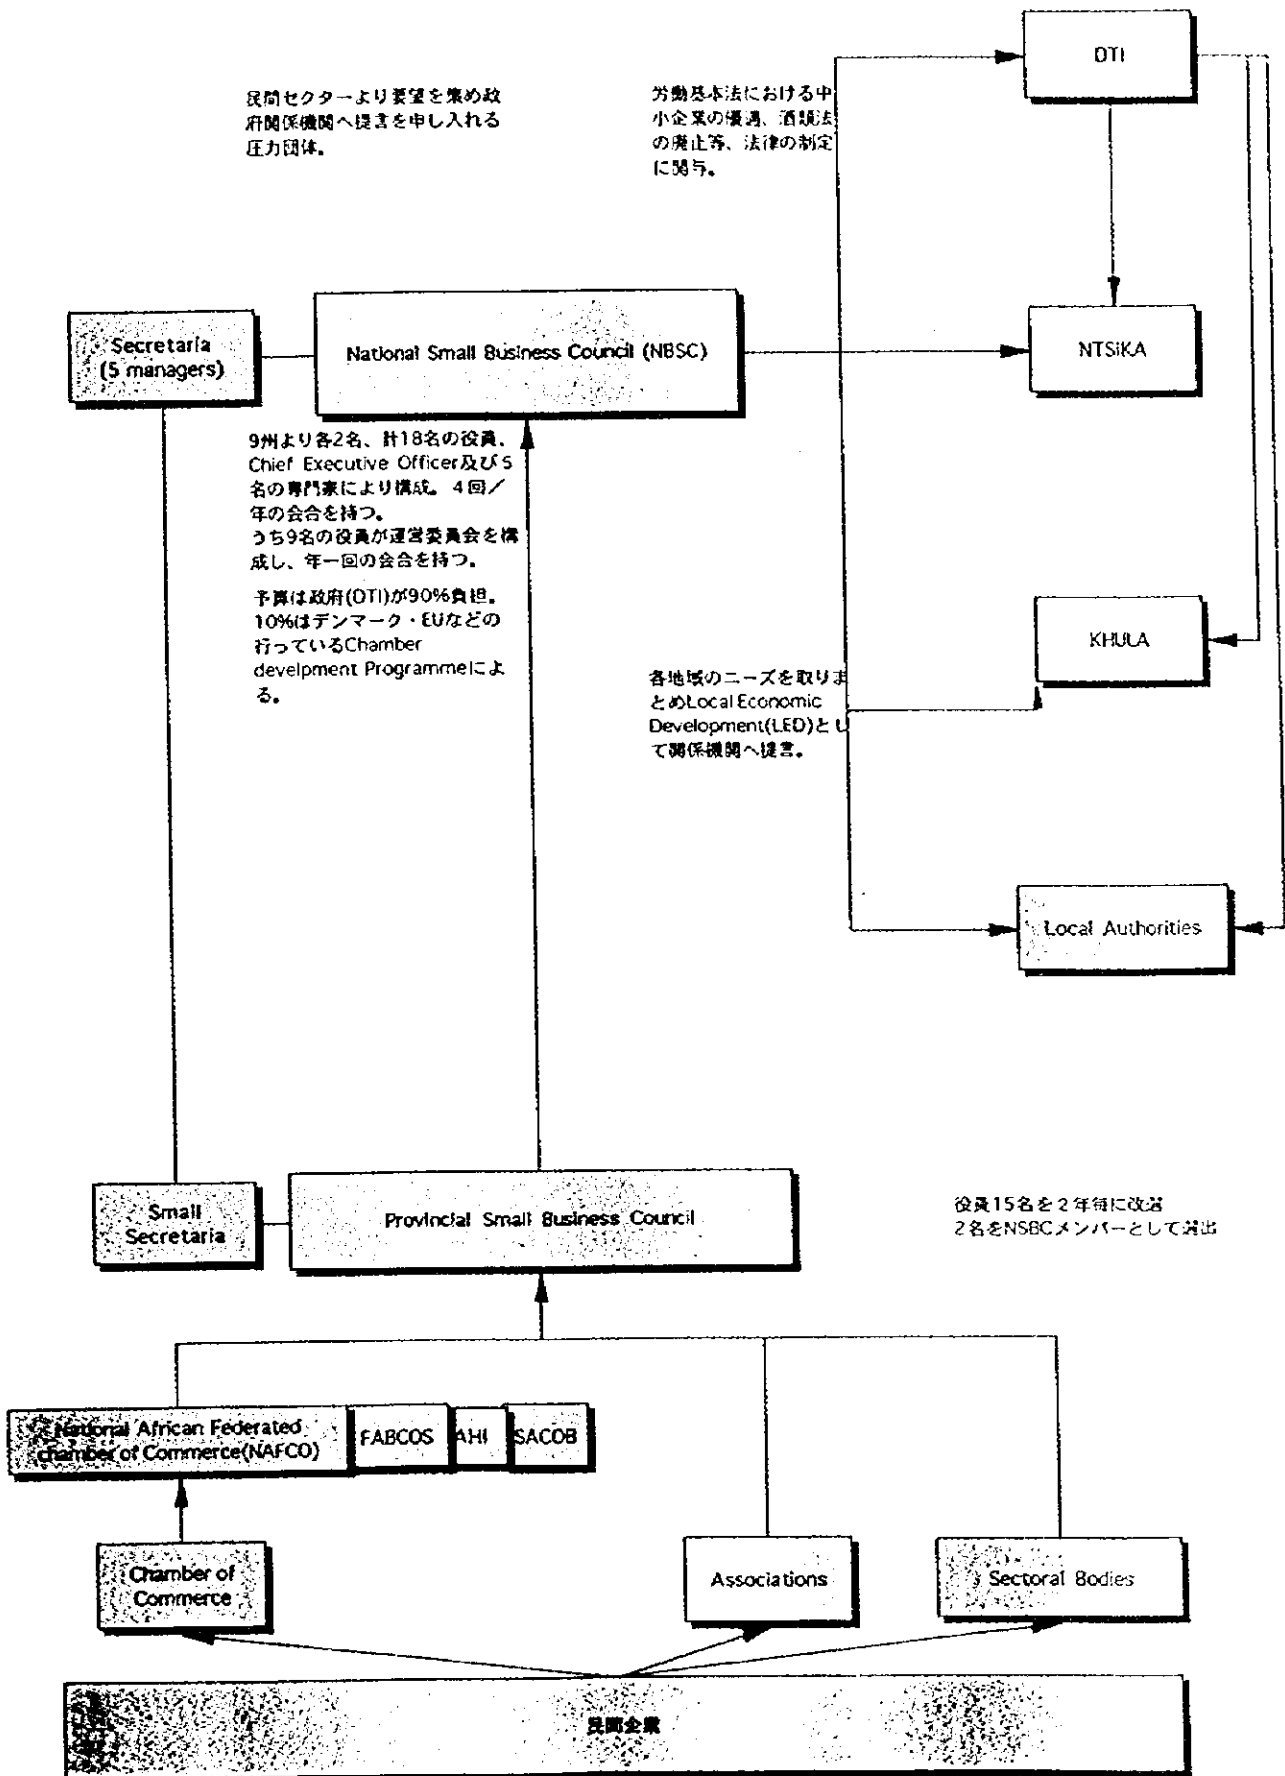 DTI
民間セクターより要望を集め政
府関係機関へ提言を申し入れる
圧力団体。
労働基本法における中
小企業の優遇、酒類法
の廃止等、法律の制定
に関与。
Secretaria
(5 managers)
National Small Business Council (NBSC)
NTSiKA
9州より各2名、計18名の役員、
Chief Executive Officer及び5
名の専門家により構成。4回／
年の会合を持つ。
うち9名の役員が運営委員会を構
成し、年一回の会合を持つ。
予算は政府(DTI)が90%負担。
10%はデンマーク・EUなどの
行っているChamber
develpment Programmeによ
る。
KHULA
各地域のニーズを取りま
とめLocal Economic
Development(LED)とし
て関係機関へ提言。
Local Authorities
Small
Secretaria
Provincial Small Business Council
役員15名を2年毎に改選
2名をNSBCメンバーとして選出
National African Federated
chamber of Commerce(NAFCO)
FABCOS
AHI
SACOB
Chamber of
Commerce
Associations
Sectoral Bodies
民間企業